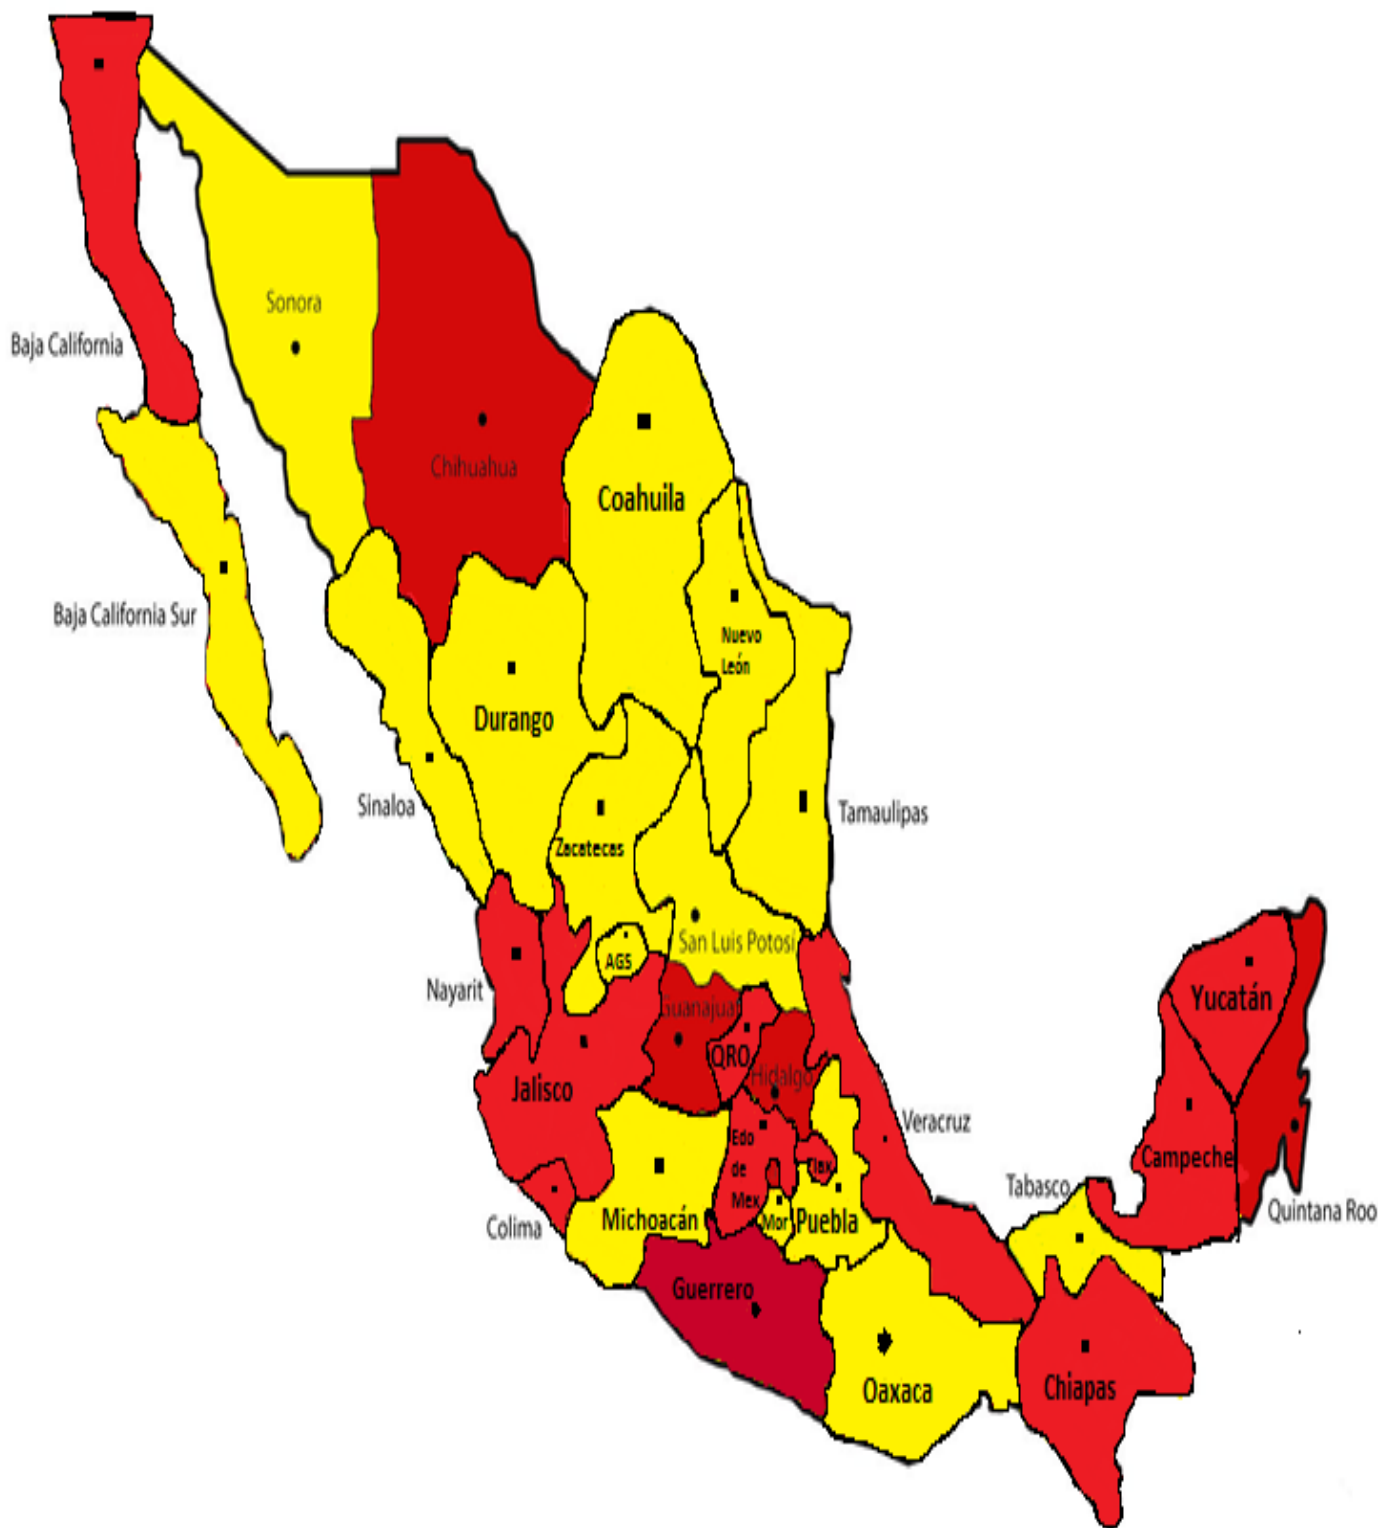 Sonora
Baja California
Chihuahua
Coahuila
Baja California Sur
Nuevo
León
Durango
Sinaloa
Tamaulipas
Zacatecas
San Luis Potosí
AGS
Nayarit
Yucatán
Guanajuat
QRO
Hidalgo
Jalisco
Veracruz
Edo
de
Mex
Tlax
Campeche
Tabasco
Quintana Roo
Colima
Michoacán
Mor
Puebla
Guerrero
Oaxaca
Chiapas